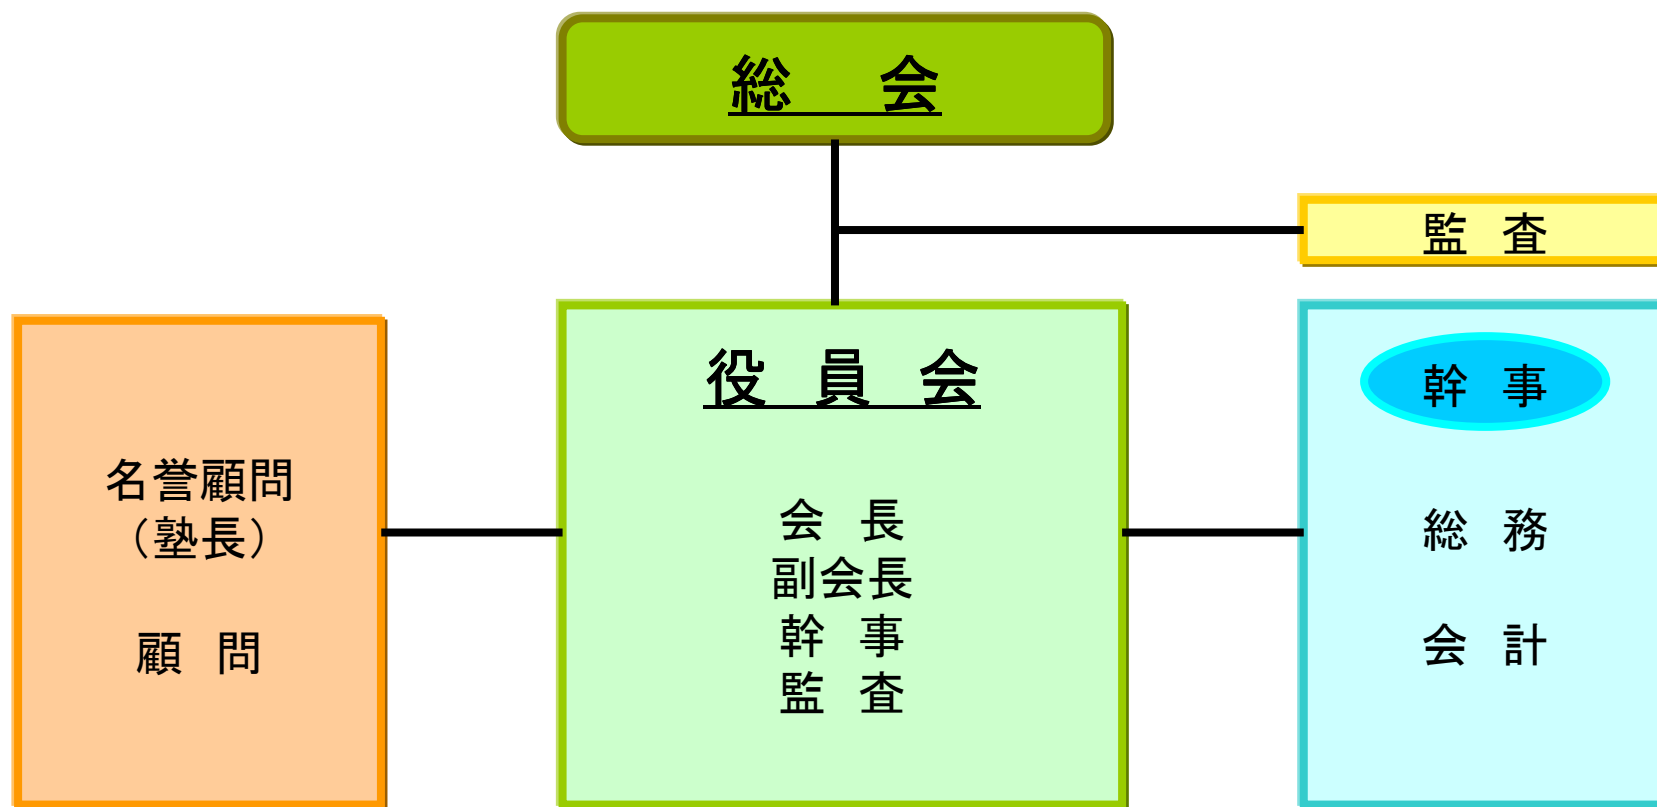 総　会
監　査
名誉顧問
（塾長）
顧　問
役　員　会
会　長
副会長
幹　事
監　査
幹　事
総　務
会　計